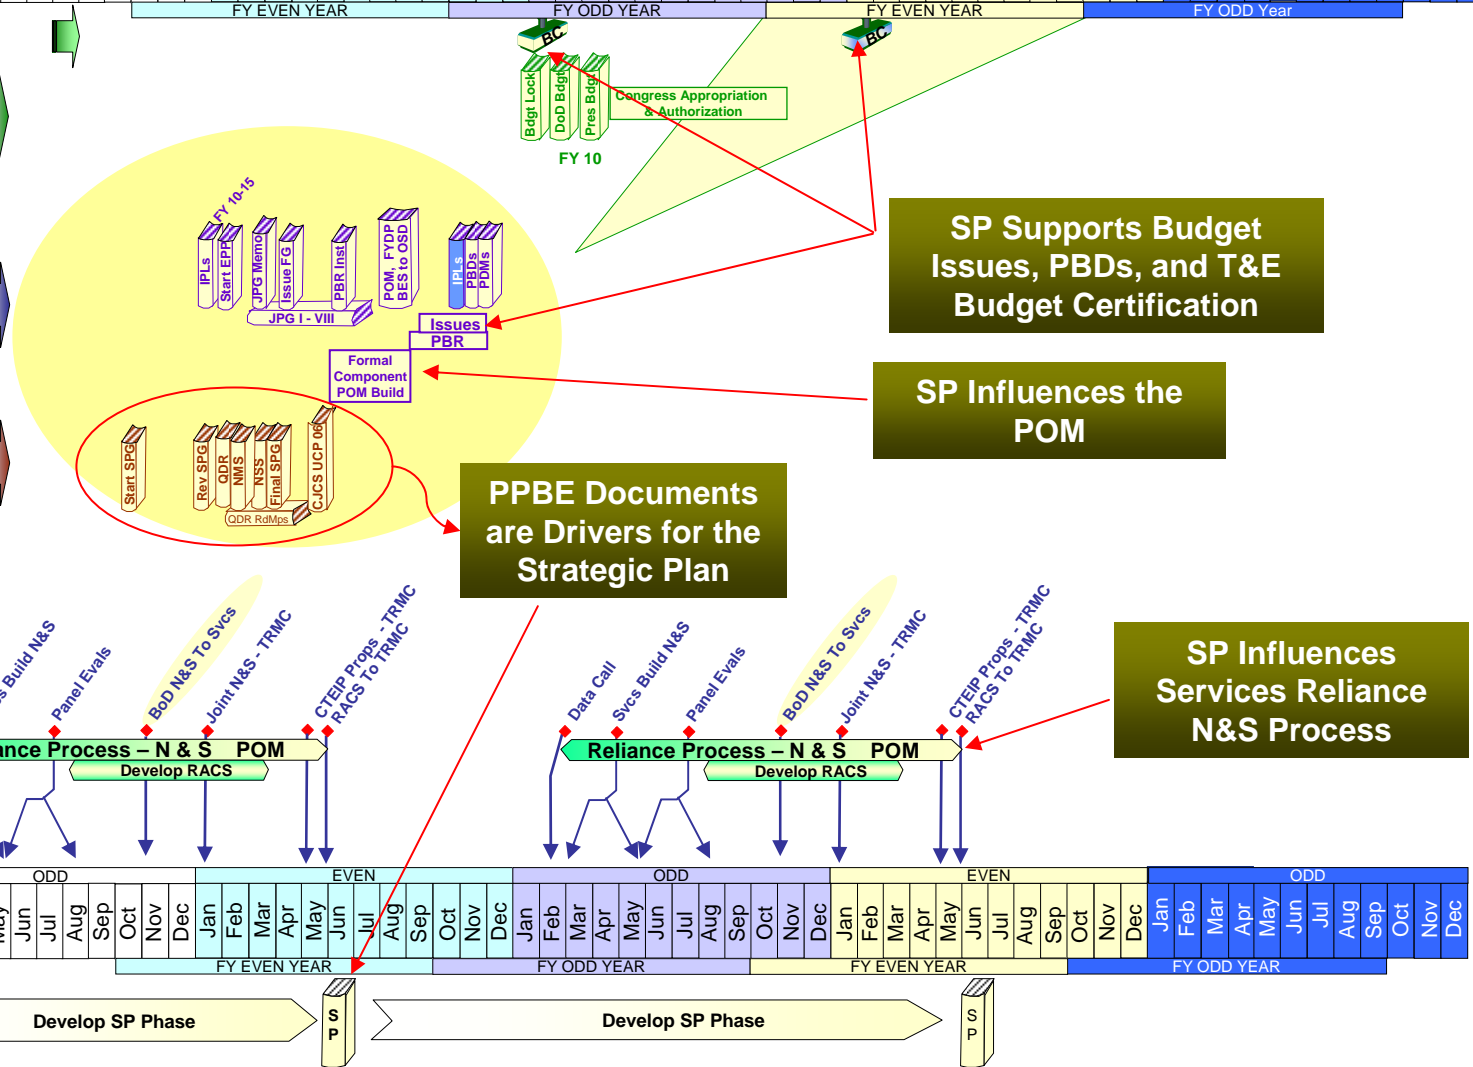 FY EVEN YEAR
FY ODD YEAR
FY EVEN YEAR
FY ODD Year
BC
BC
Bdgt Lock
DoD Bdgt
Pres Bdgt
Congress Appropriation
& Authorization
FY 10
SP Supports Budget
Issues, PBDs, and T&E
Budget Certification
FY 10-15
IPLs
Start EPP
JPG Memo
Issue FG
PBR Inst
POM, FYDP
BES to OSD
IPLs
PBDs
PDMs
JPG I - VIII
Issues
PBR
Formal
Component
POM Build
SP Influences the
POM
Start SPG
Rev SPG
QDR
NMS
NSS
Final SPG
CJCS UCP 06
QDR RdMps
PPBE Documents
are Drivers for the
Strategic Plan
s Build N&S
Panel Evals
BoD N&S To Svcs
Joint N&S - TRMC
CTEIP Props - TRMC
RACS To TRMC
Data Call
Svcs Build N&S
Panel Evals
BoD N&S To Svcs
Joint N&S - TRMC
CTEIP Props - TRMC
RACS To TRMC
SP Influences
Services Reliance
N&S Process
ance Process – N & S POM
Develop RACS
Reliance Process – N & S POM
Develop RACS
ODD
EVEN
ODD
EVEN
ODD
May Jun Jul Aug Sep Oct Nov Dec Jan Feb Mar Apr May Jun Jul Aug Sep Oct Nov Dec Jan Feb Mar Apr May Jun Jul Aug Sep Oct Nov Dec Jan Feb Mar Apr May Jun Jul Aug Sep Oct Nov Dec Jan Feb Mar Apr May Jun Jul Aug Sep Oct Nov Dec
FY EVEN YEAR
FY ODD YEAR
FY EVEN YEAR
FY ODD YEAR
Develop SP Phase
S
P
Develop SP Phase
S
P